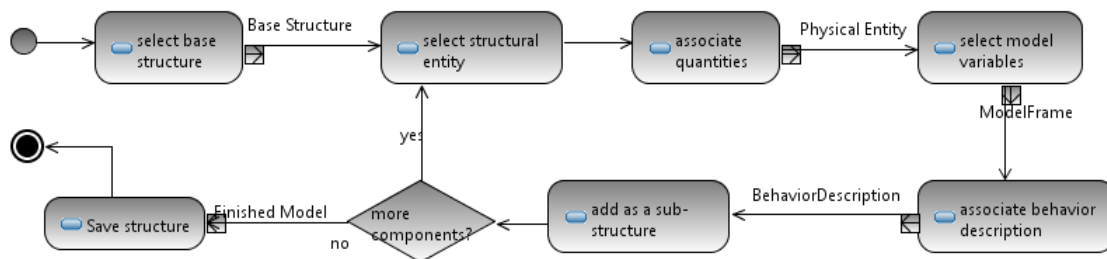 select base
structure
Base Structure
select structural
entity
associate
quantities
Physical Entity
select model
variables
ModelFrame
associate behavior
description
BehaviorDescription
add as a sub-
structure
more
components?
yes
no
Finished Model
Save structure